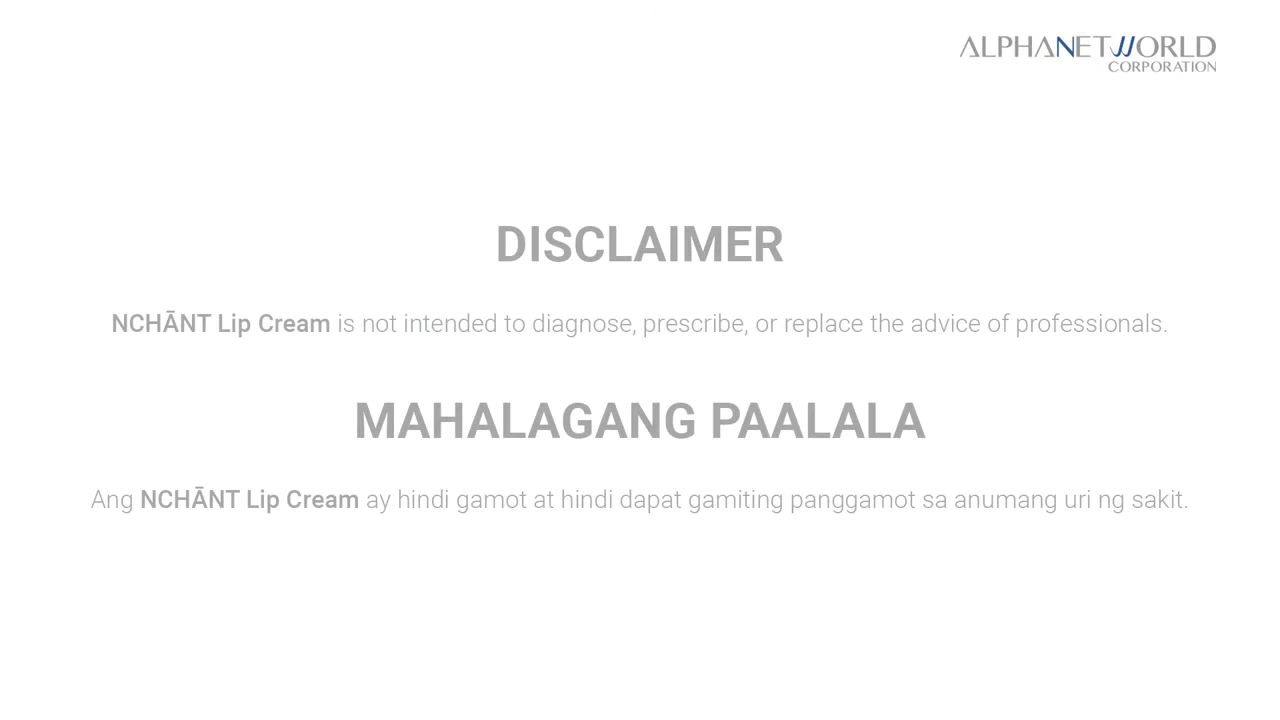 ALPHANETWORLD
CORPORATION
DISCLAIMER
NCHĀNT Lip Cream is not intended to diagnose, prescribe, or replace the advice of professionals.
MAHALAGANG PAALALA
Ang NCHĀNT Lip Cream ay hindi gamot at hindi dapat gamiting panggamot sa anumang uri ng sakit.